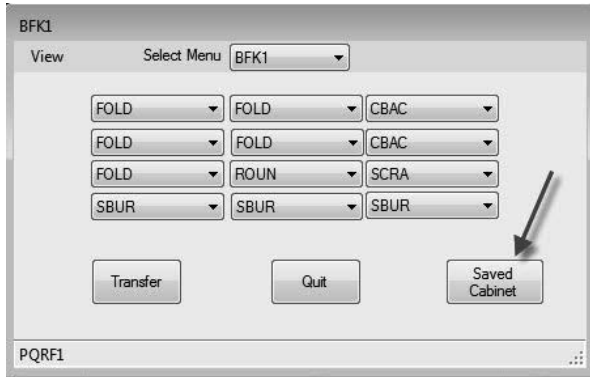 BFK1
View Select Menu BFK1
FOLD FOLD CBAC
FOLD FOLD CBAC
FOLD ROUN SCRA
SBUR SBUR SBUR
Transfer Quit Saved
Cabinet
PQRF1